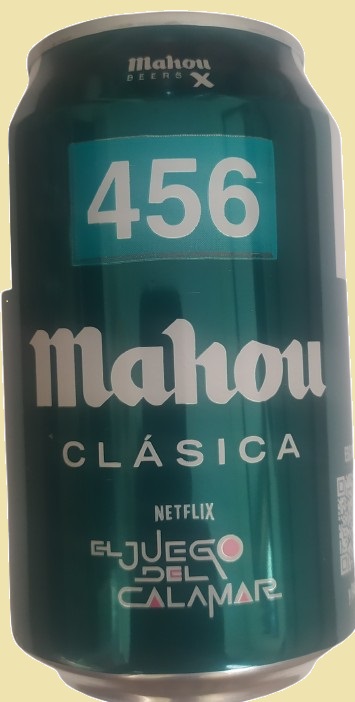 Mahou
BEERS X
456
Mahou
CLÁSICA
NETFLIX
EL JUEGO
DEL
CALAMAR